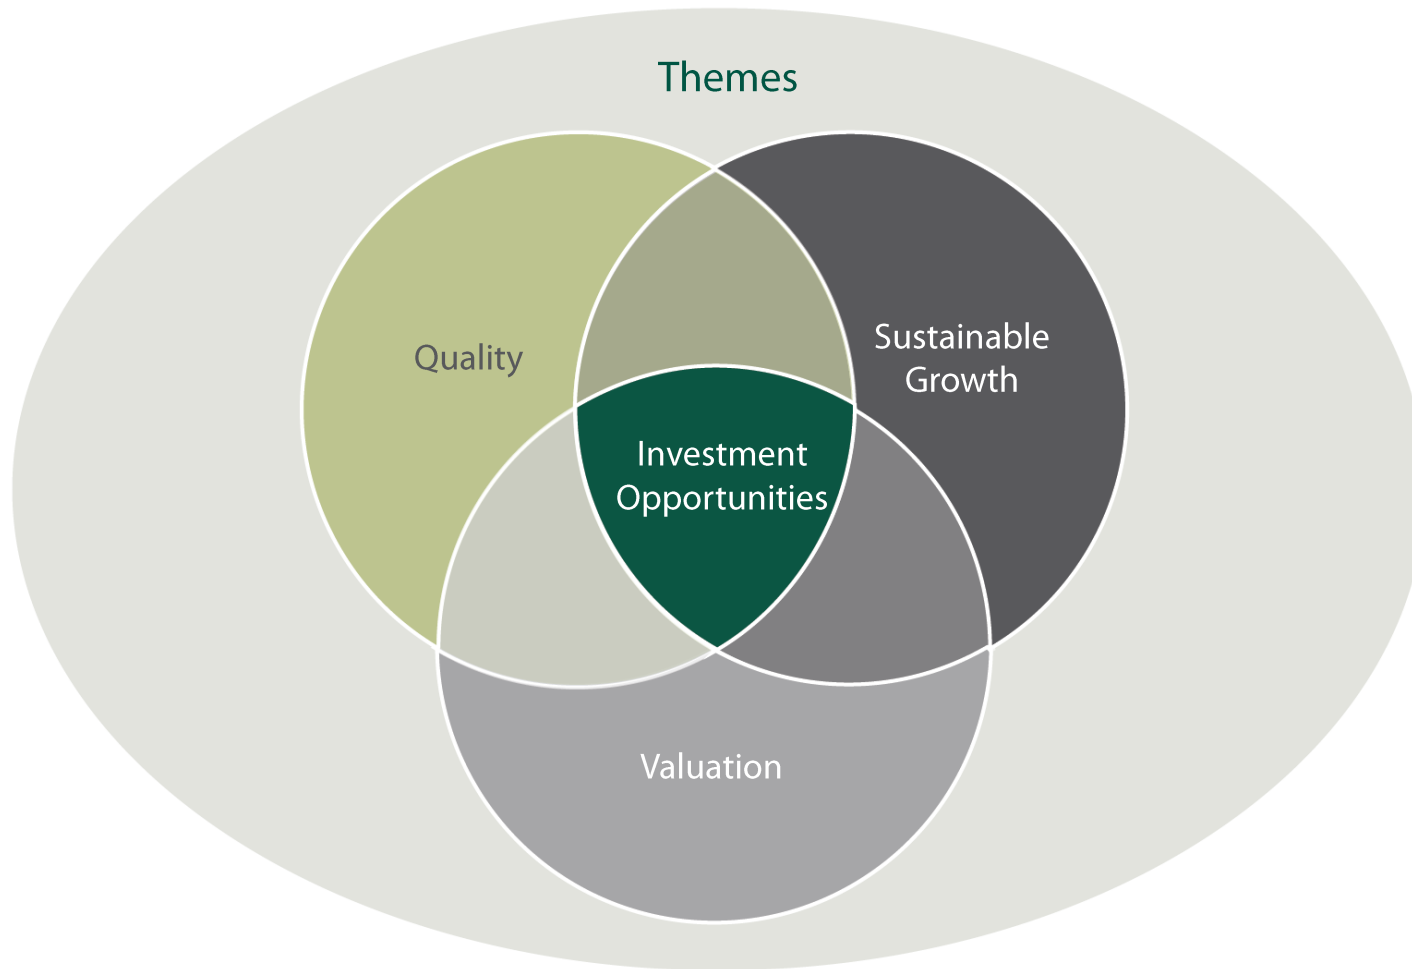 Themes
Quality
Sustainable
Growth
Investment
Opportunities
Valuation